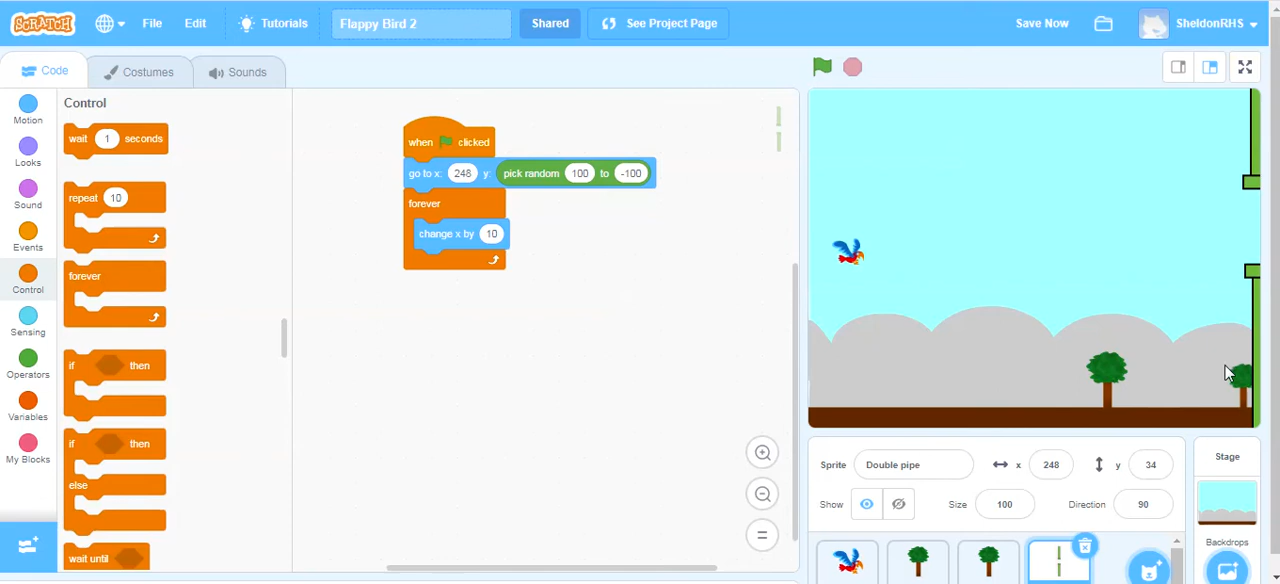 SCRATCH File Edit Tutorials Flappy Bird 2 Shared See Project Page Save Now SheldonRHS
Code Costumes Sounds
Motion
Looks
Sound
Events
Control
Sensing
Operators
Variables
My Blocks
Control
wait 1 seconds
repeat 10
forever
if then
if then
else
wait until
when clicked
go to x: 248 y: pick random 100 to -100
forever
change x by 10
Sprite Double pipe x 248 y 34
Show Size 100 Direction 90
Stage
Backdrops